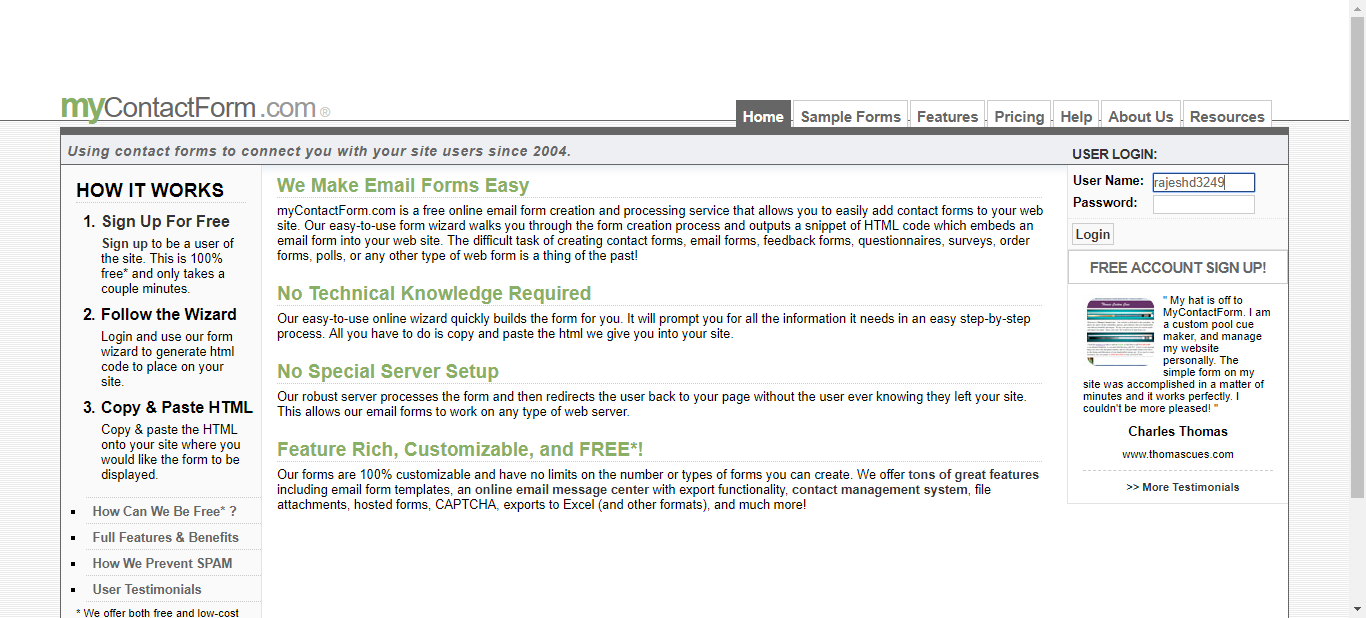 myContactForm.com ®
Home
Sample Forms
Features
Pricing
Help
About Us
Resources
Using contact forms to connect you with your site users since 2004.
HOW IT WORKS
1. Sign Up For Free
Sign up to be a user of
the site. This is 100%
free* and only takes a
couple minutes.
2. Follow the Wizard
Login and use our form
wizard to generate html
code to place on your
site.
3. Copy & Paste HTML
Copy & paste the HTML
onto your site where you
would like the form to be
displayed.
How Can We Be Free* ?
Full Features & Benefits
How We Prevent SPAM
User Testimonials
* We offer both free and low-cost
We Make Email Forms Easy
myContactForm.com is a free online email form creation and processing service that allows you to easily add contact forms to your web
site. Our easy-to-use form wizard walks you through the form creation process and outputs a snippet of HTML code which embeds an
email form into your web site. The difficult task of creating contact forms, email forms, feedback forms, questionnaires, surveys, order
forms, polls, or any other type of web form is a thing of the past!
No Technical Knowledge Required
Our easy-to-use online wizard quickly builds the form for you. It will prompt you for all the information it needs in an easy step-by-step
process. All you have to do is copy and paste the html we give you into your site.
No Special Server Setup
Our robust server processes the form and then redirects the user back to your page without the user ever knowing they left your site.
This allows our email forms to work on any type of web server.
Feature Rich, Customizable, and FREE*!
Our forms are 100% customizable and have no limits on the number or types of forms you can create. We offer tons of great features
including email form templates, an online email message center with export functionality, contact management system, file
attachments, hosted forms, CAPTCHA, exports to Excel (and other formats), and much more!
USER LOGIN:
User Name: rajeshd3249
Password:
Login
FREE ACCOUNT SIGN UP!
" My hat is off to
MyContactForm. I am
a custom pool cue
maker, and manage
my website
personally. The
simple form on my
site was accomplished in a matter of
minutes and it works perfectly. I
couldn't be more pleased! "
Charles Thomas
www.thomascues.com
>> More Testimonials